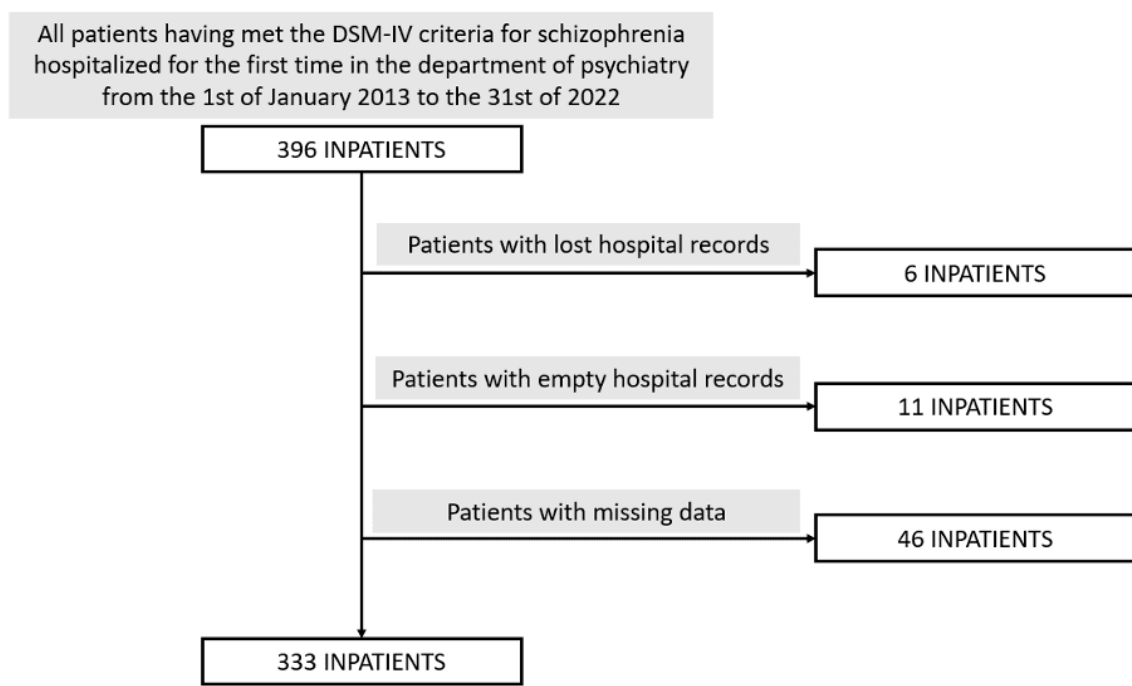 All patients having met the DSM-IV criteria for schizophrenia
hospitalized for the first time in the department of psychiatry
from the 1st of January 2013 to the 31st of 2022
396 INPATIENTS
Patients with lost hospital records
6 INPATIENTS
Patients with empty hospital records
11 INPATIENTS
Patients with missing data
46 INPATIENTS
333 INPATIENTS